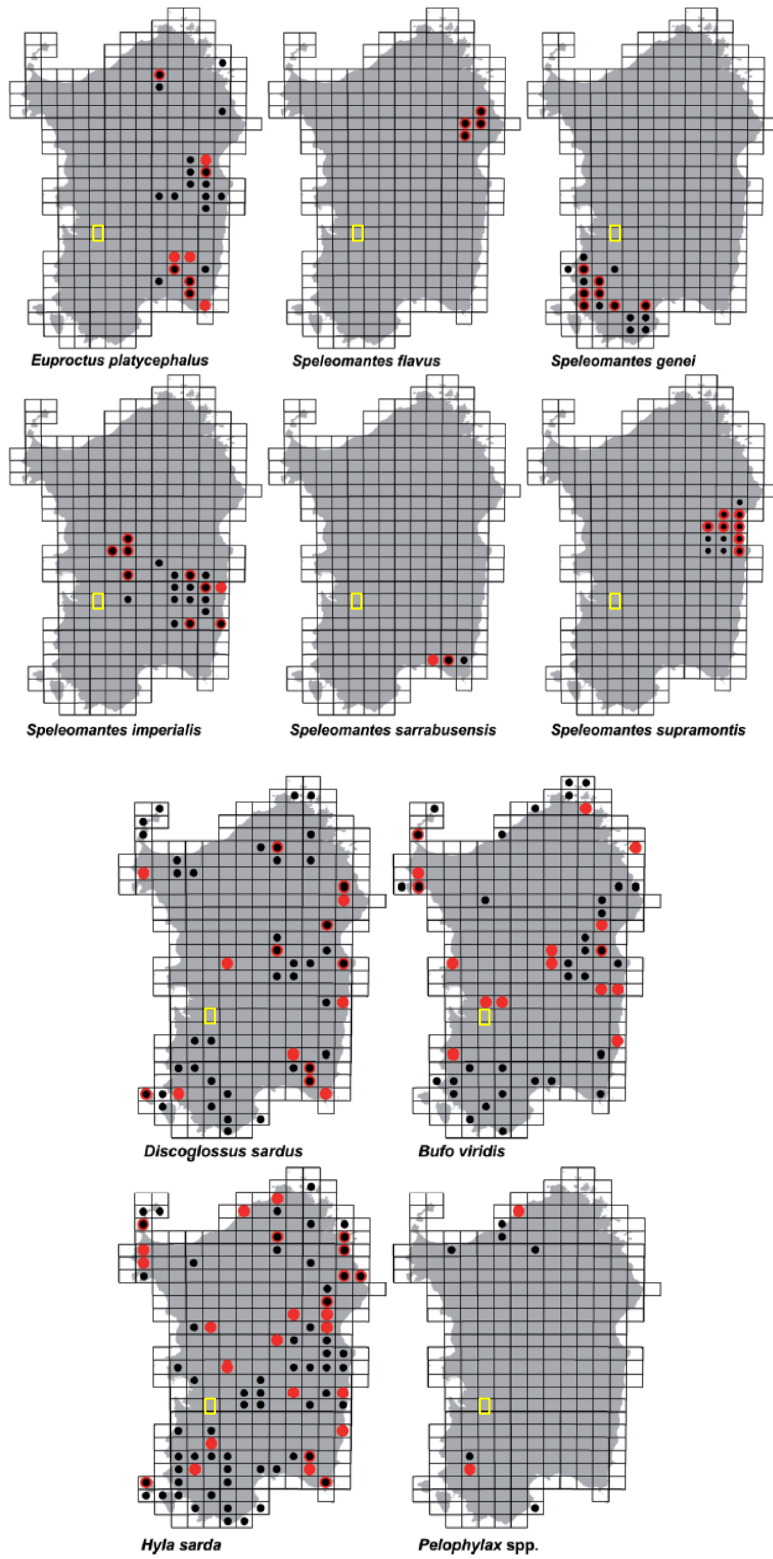 Euproctus platycephalus
Speleomantes flavus
Speleomantes genei
Speleomantes imperialis
Speleomantes sarrabusensis
Speleomantes supramontis
Discoglossus sardus
Bufo viridis
Hyla sarda
Pelophylax spp.